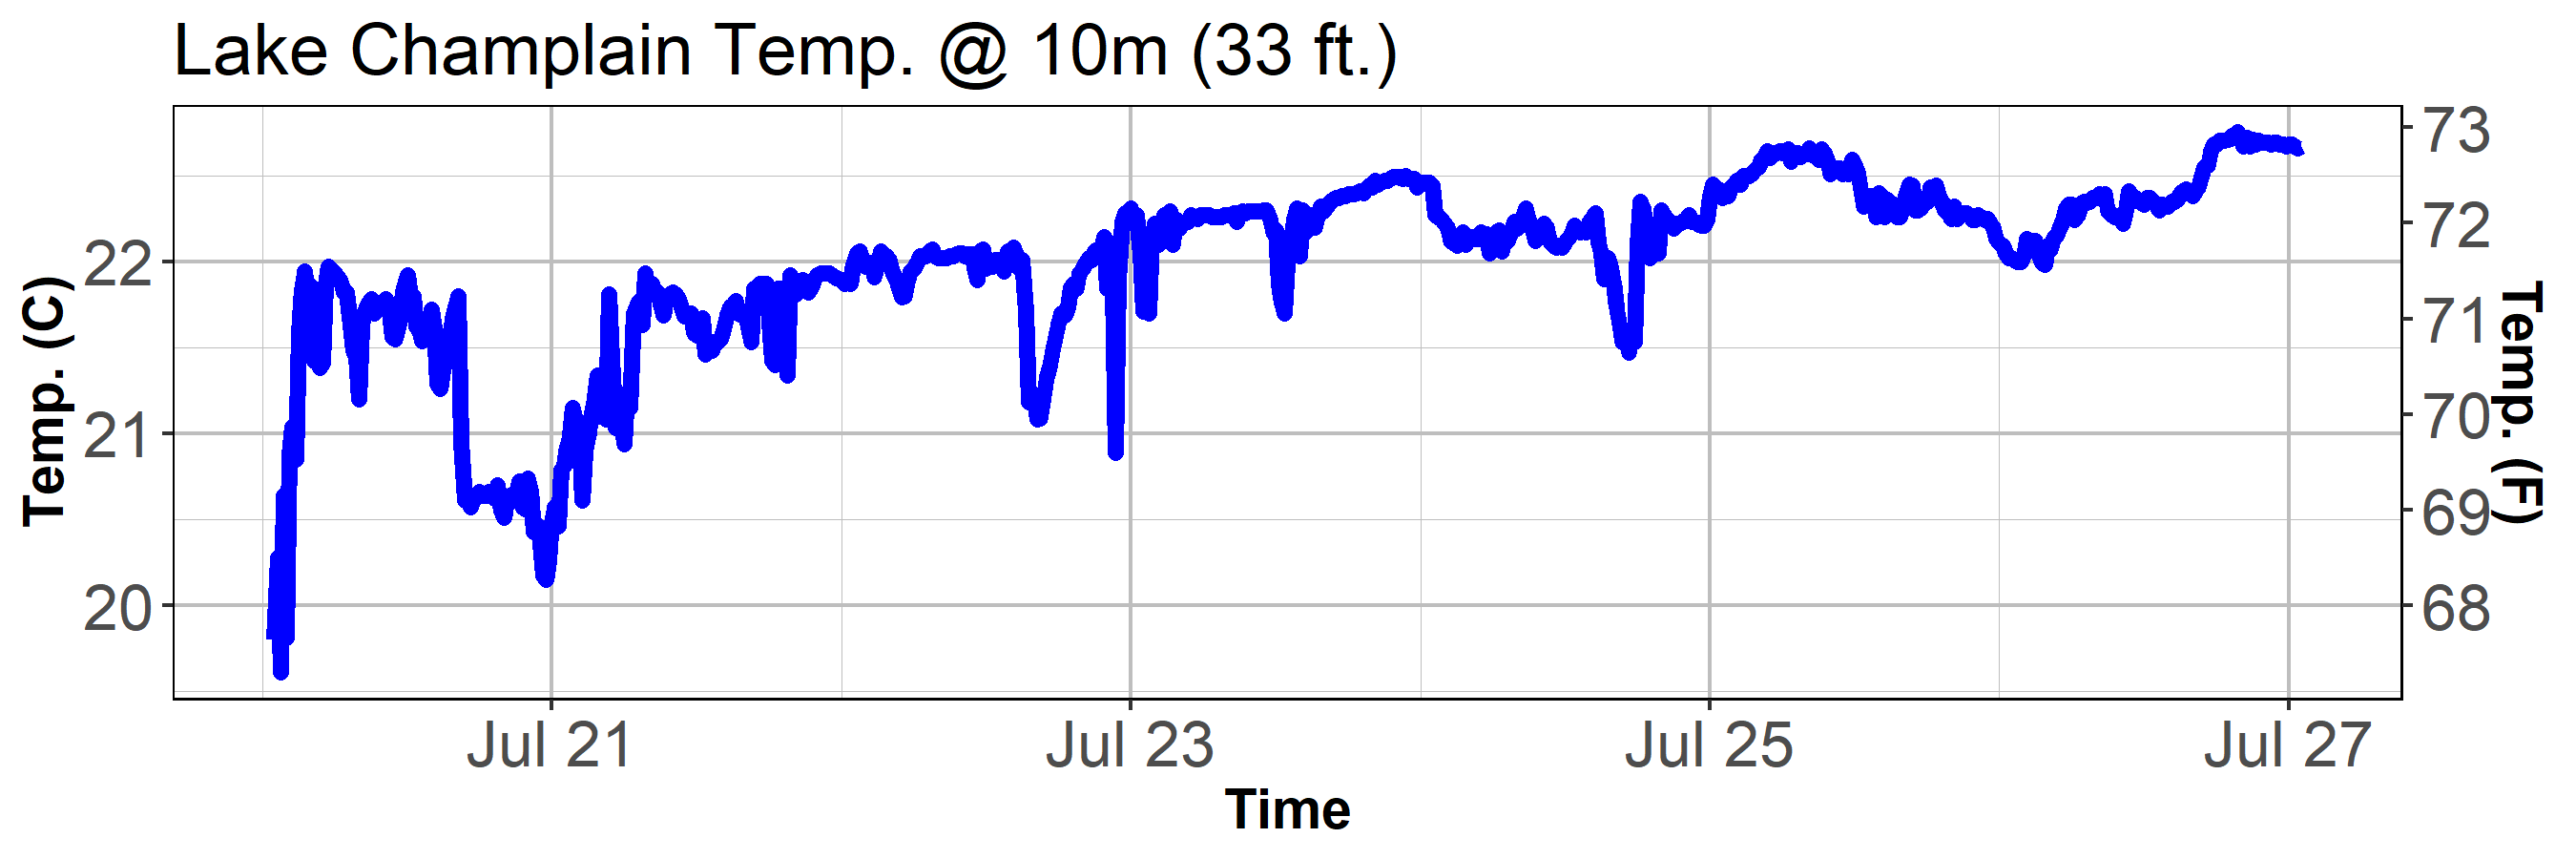 Lake Champlain Temp. @ 10m (33 ft.)
Temp. (C)
22
21
20
73
72
71
70
69
68
Temp. (F)
Jul 21
Jul 23
Jul 25
Jul 27
Time